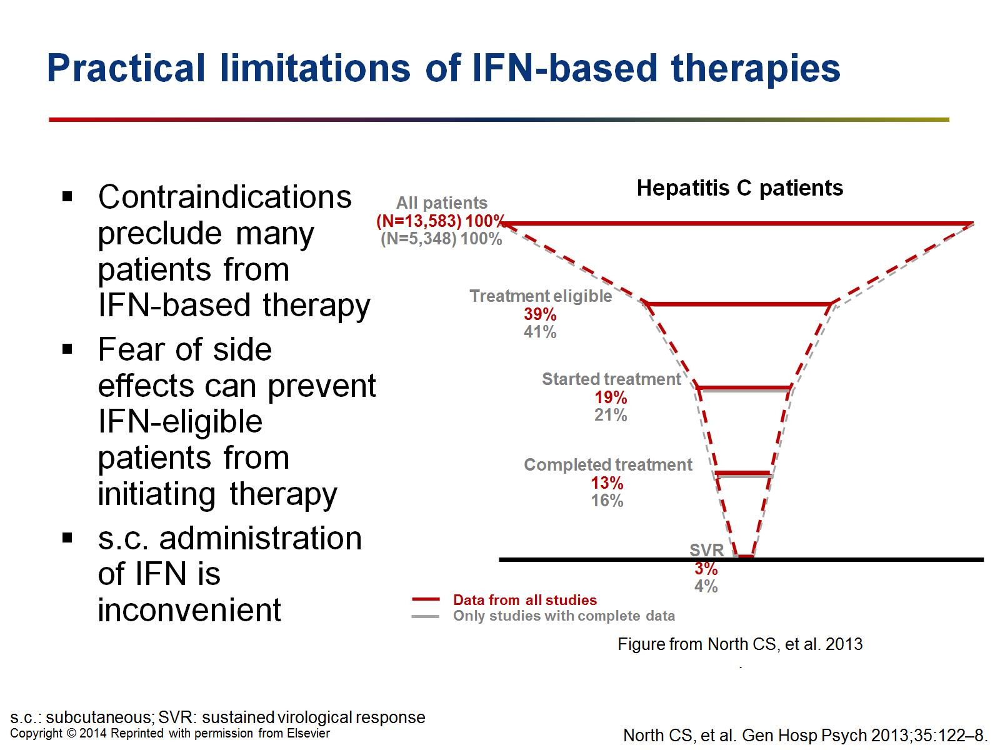 Practical limitations of IFN-based therapies
▪ Contraindications
preclude many
patients from
IFN-based therapy
▪ Fear of side
effects can prevent
IFN-eligible
patients from
initiating therapy
▪ s.c. administration
of IFN is
inconvenient
Hepatitis C patients
All patients
(N=13,583) 100%
(N=5,348) 100%
Treatment eligible
39%
41%
Started treatment
19%
21%
Completed treatment
13%
16%
SVR
3%
4%
Data from all studies
Only studies with complete data
Figure from North CS, et al. 2013
.
s.c.: subcutaneous; SVR: sustained virological response
Copyright © 2014 Reprinted with permission from Elsevier
North CS, et al. Gen Hosp Psych 2013;35:122–8.